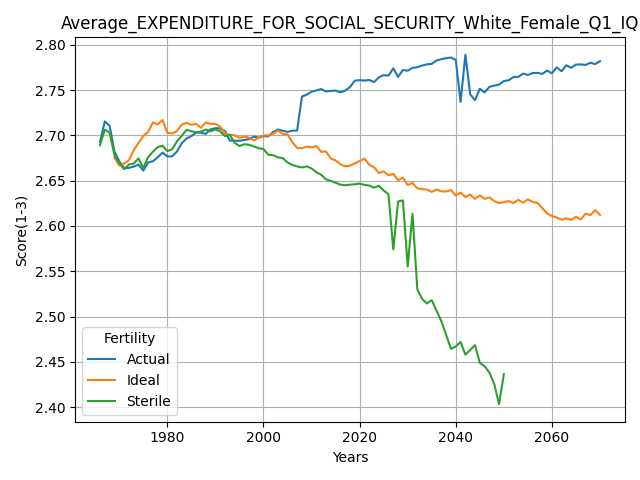 Average_EXPENDITURE_FOR_SOCIAL_SECURITY_White_Female_Q1_IQ
2.80
2.75
2.70
2.65
2.60
2.55
2.50
2.45
2.40
Score(1-3)
Fertility
Actual
Ideal
Sterile
1980 2000 2020 2040 2060
Years